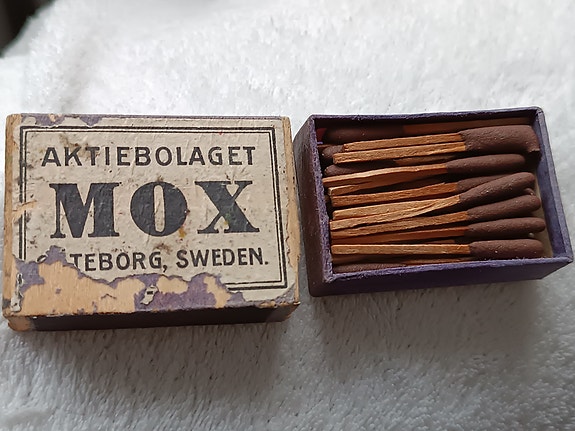 AKTIEBOLAGET
MOX
TEBORG, SWEDEN.